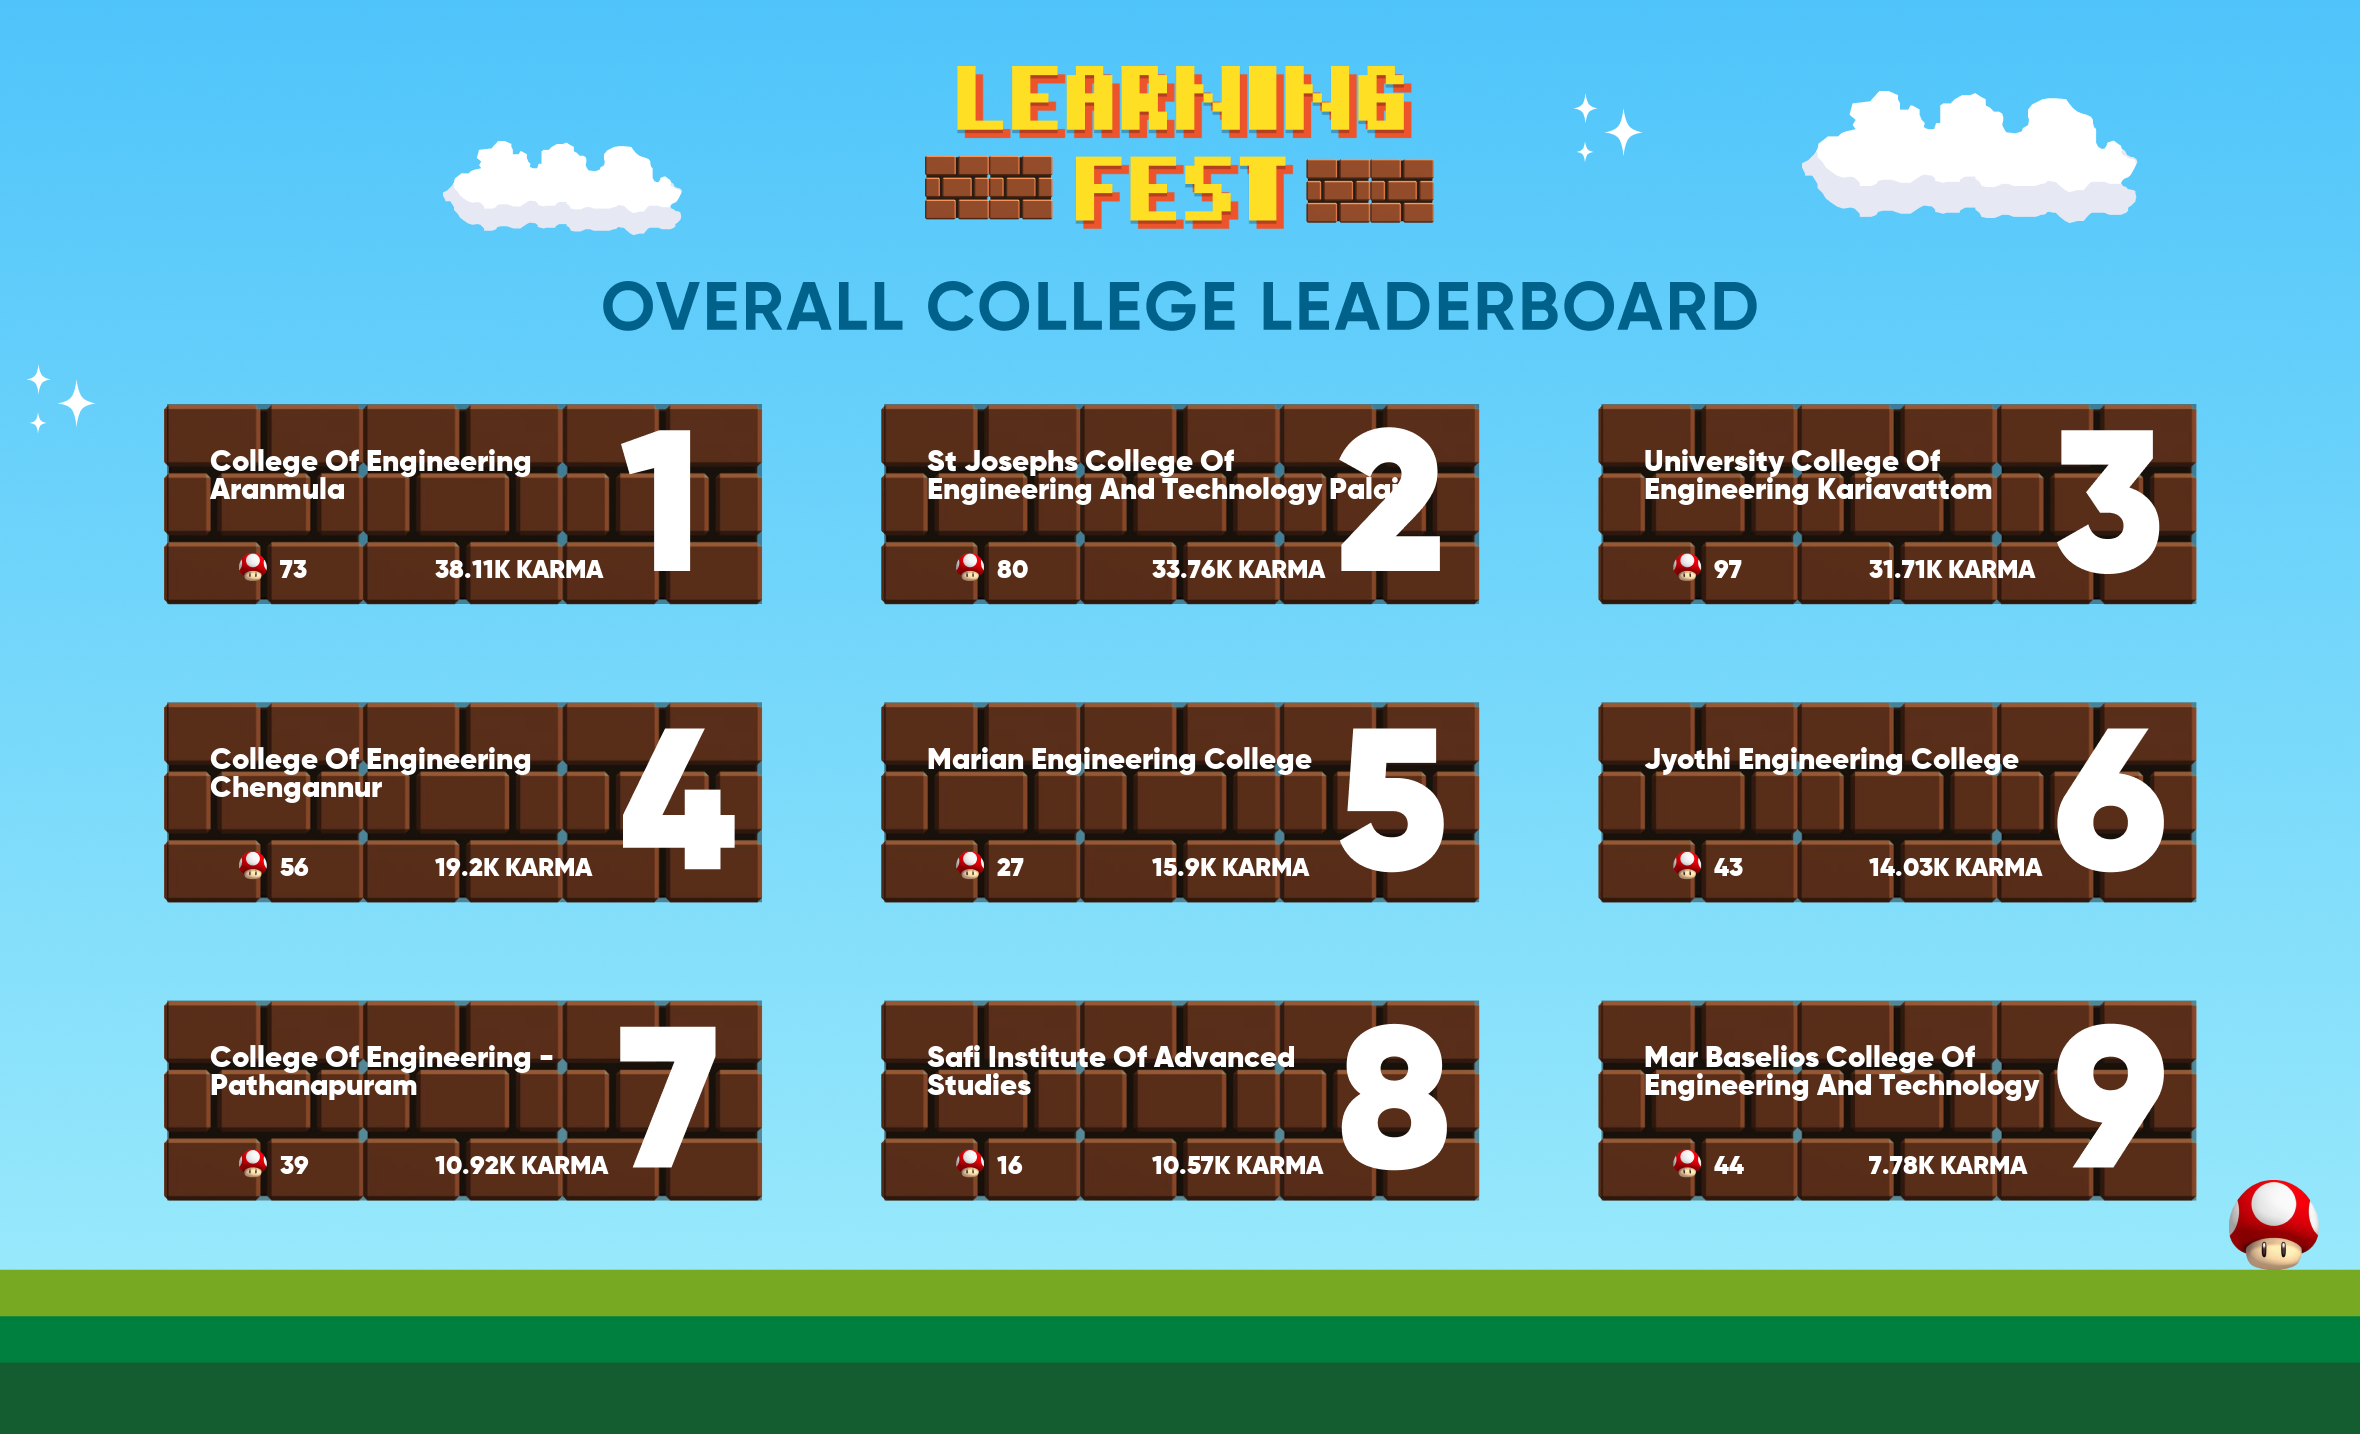 LEARNING
FEST
OVERALL COLLEGE LEADERBOARD
College Of Engineering
Aranmula
1
73
38.11K KARMA
St Josephs College Of
Engineering And Technology Palai
2
80
33.76K KARMA
University College Of
Engineering Kariavattom
3
97
31.71K KARMA
College Of Engineering
Chengannur
4
56
19.2K KARMA
Marian Engineering College
5
27
15.9K KARMA
Jyothi Engineering College
6
43
14.03K KARMA
College Of Engineering -
Pathanapuram
7
39
10.92K KARMA
Safi Institute Of Advanced
Studies
8
16
10.57K KARMA
Mar Baselios College Of
Engineering And Technology
9
44
7.78K KARMA